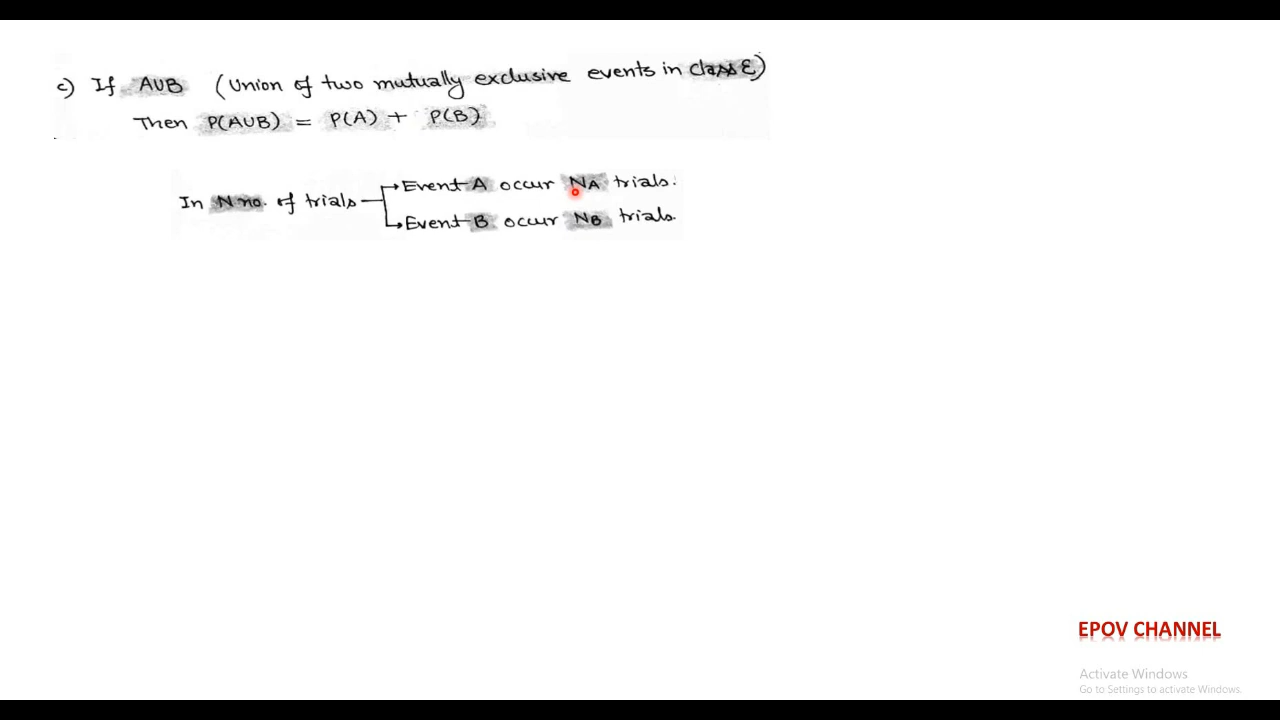 c) If AUB (Union of two mutually exclusive events in class ε)
Then P(AUB) = P(A) + P(B)
In N no. of trials
Event A occur NA trials.
Event B occur NB trials.
EPOV CHANNEL
Activate Windows
Go to Settings to activate Windows.